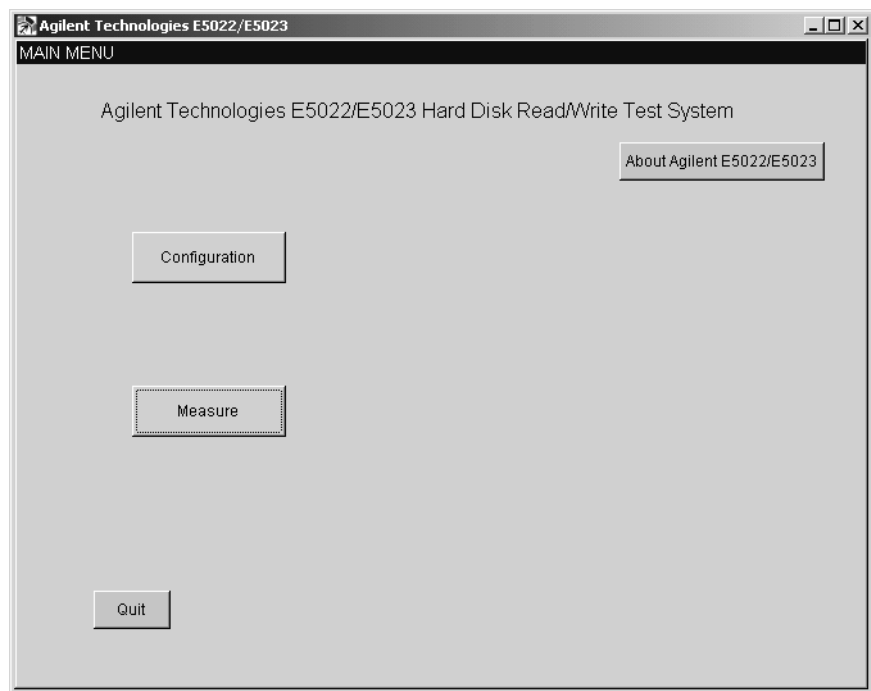 Agilent Technologies E5022/E5023
MAIN MENU
Agilent Technologies E5022/E5023 Hard Disk Read/Write Test System
About Agilent E5022/E5023
Configuration
Measure
Quit